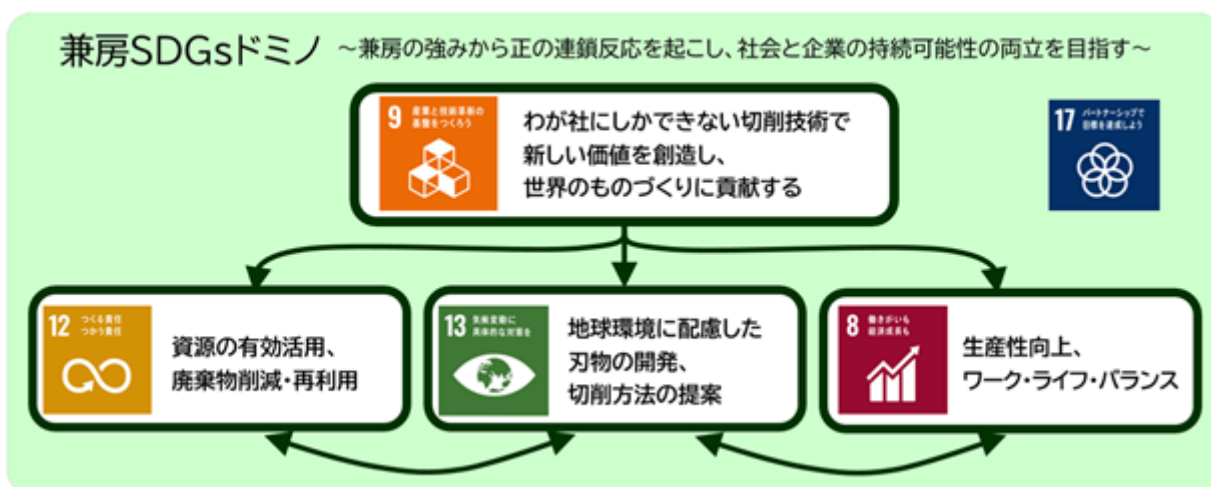 兼房SDGsドミノ ~兼房の強みから正の連鎖反応を起こし、社会と企業の持続可能性の両立を目指す~
9 産業と技術革新の
基盤をつくろう
わが社にしかできない切削技術で
新しい価値を創造し、
世界のものづくりに貢献する
17 パートナーシップで
目標を達成しよう
12 つくる責任
つかう責任
資源の有効活用、
廃棄物削減・再利用
13 気候変動に
具体的な対策を
地球環境に配慮した
刃物の開発、
切削方法の提案
8 働きがいも
経済成長も
生産性向上、
ワーク・ライフ・バランス